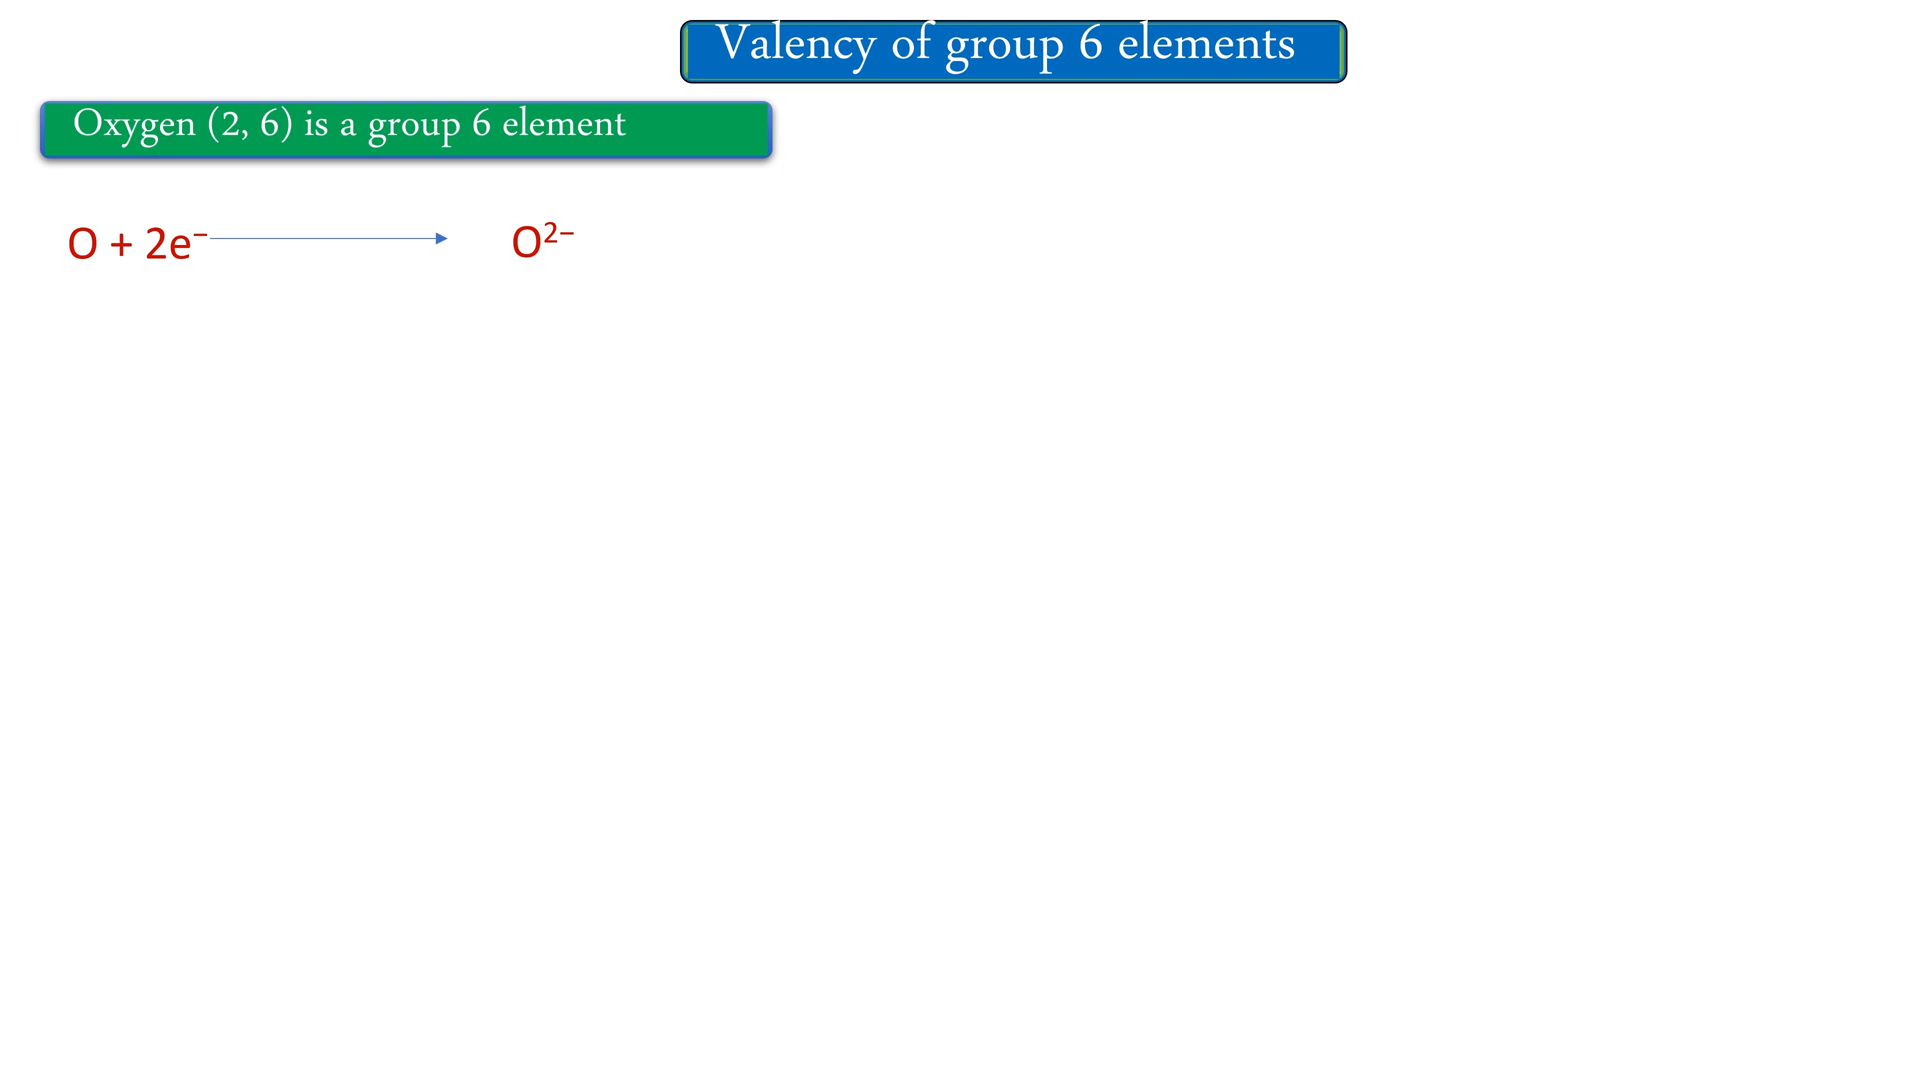 Valency of group 6 elements
Oxygen (2, 6) is a group 6 element
O + 2e⁻ ⟶ O²⁻